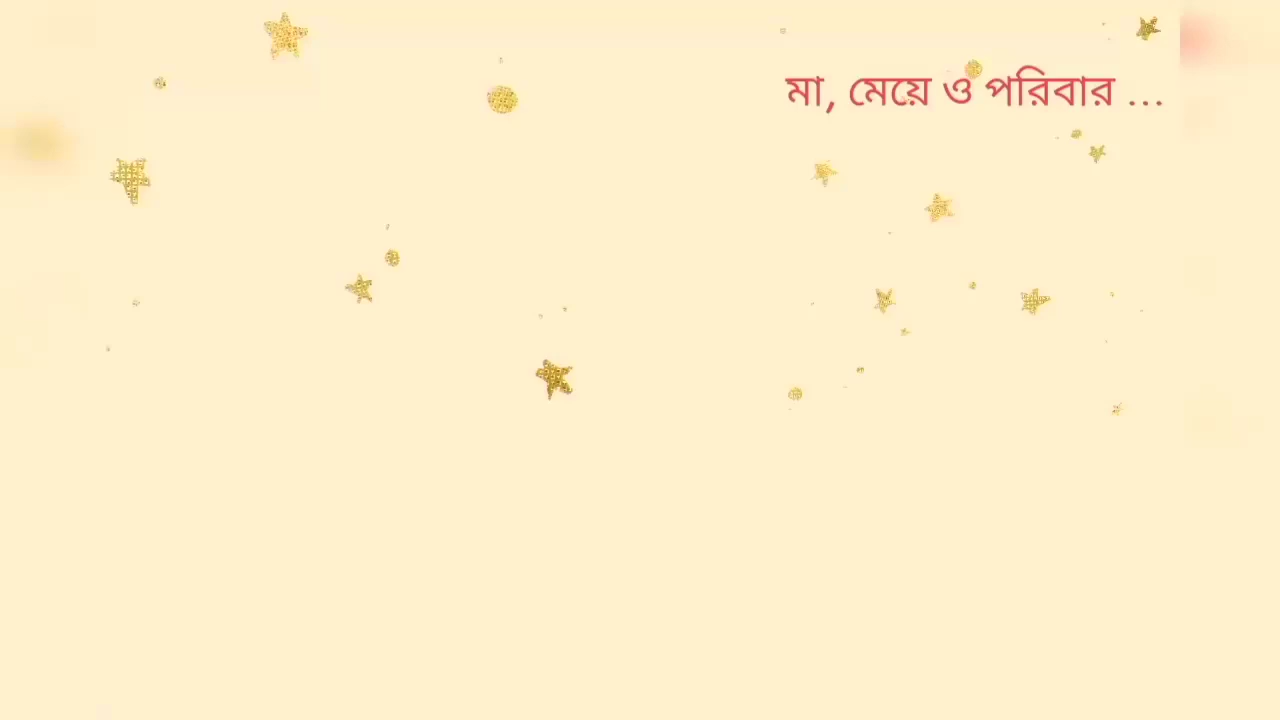 মা, মেয়ে ও পরিবার ...